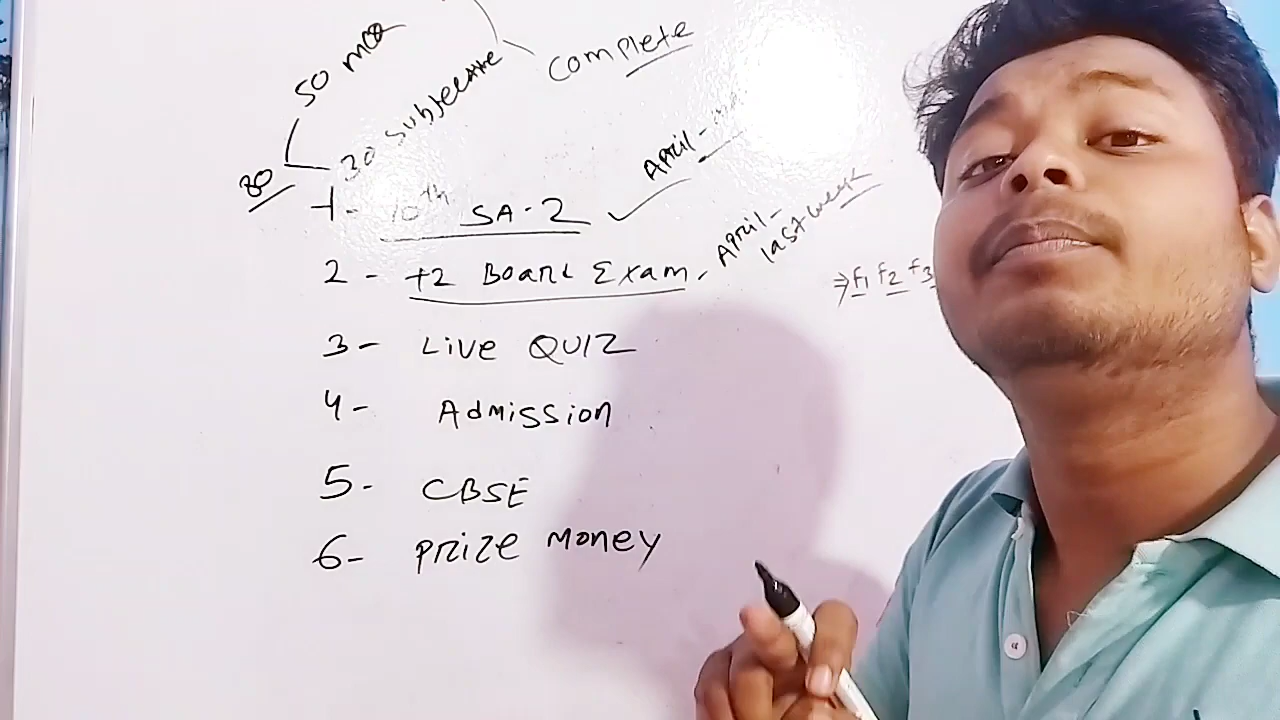 50 MCQ
Complete
30 subjective
80
1- 10th SA-2 ✓ April-
2- +2 Board Exam, April-
last week
⇒ F1 F2 F3
3- Live QUIZ
4- Admission
5- CBSE
6- Prize Money